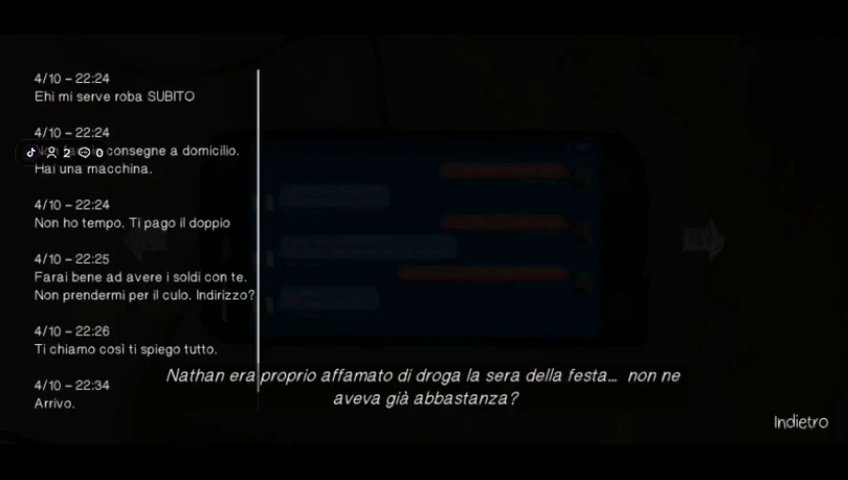 4/10 – 22:24
Ehi mi serve roba SUBITO
4/10 – 22:24
consegne a domicilio.
2 0
Hai una macchina.
4/10 – 22:24
Non ho tempo. Ti pago il doppio
4/10 – 22:25
Farai bene ad avere i soldi con te.
Non prendermi per il culo. Indirizzo?
4/10 – 22:26
Ti chiamo così ti spiego tutto.
4/10 – 22:34
Arrivo.
Nathan era proprio affamato di droga la sera della festa... non ne
aveva già abbastanza?
Indietro